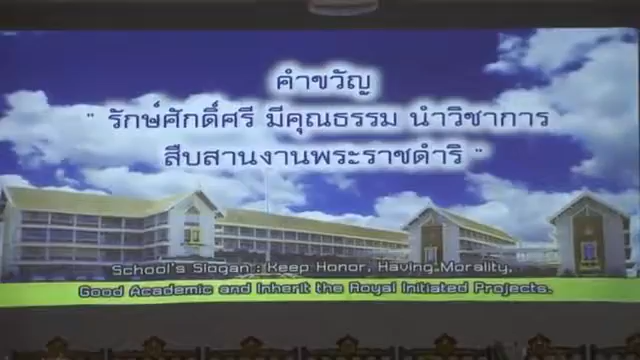 คำขวัญ
" รักษ์ศักดิ์ศรี มีคุณธรรม นำวิชาการ
สืบสานงานพระราชดำริ "
School's Slogan : Keep Honor, Having Morality,
Good Academic and Inherit the Royal Initiated Projects.